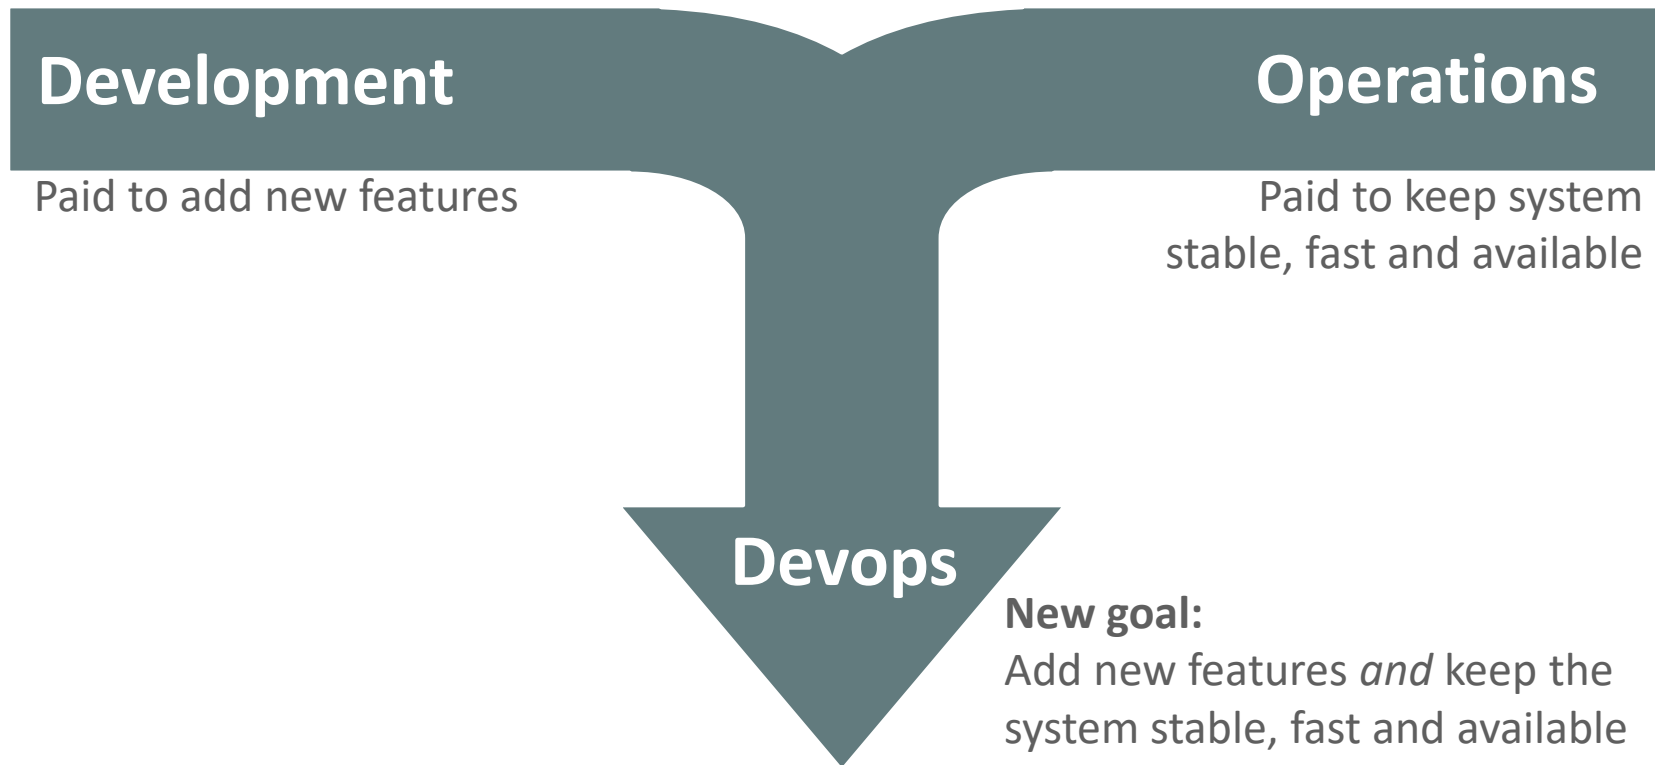 Development
Operations
Paid to add new features
Paid to keep system
stable, fast and available
Devops
New goal:
Add new features and keep the
system stable, fast and available